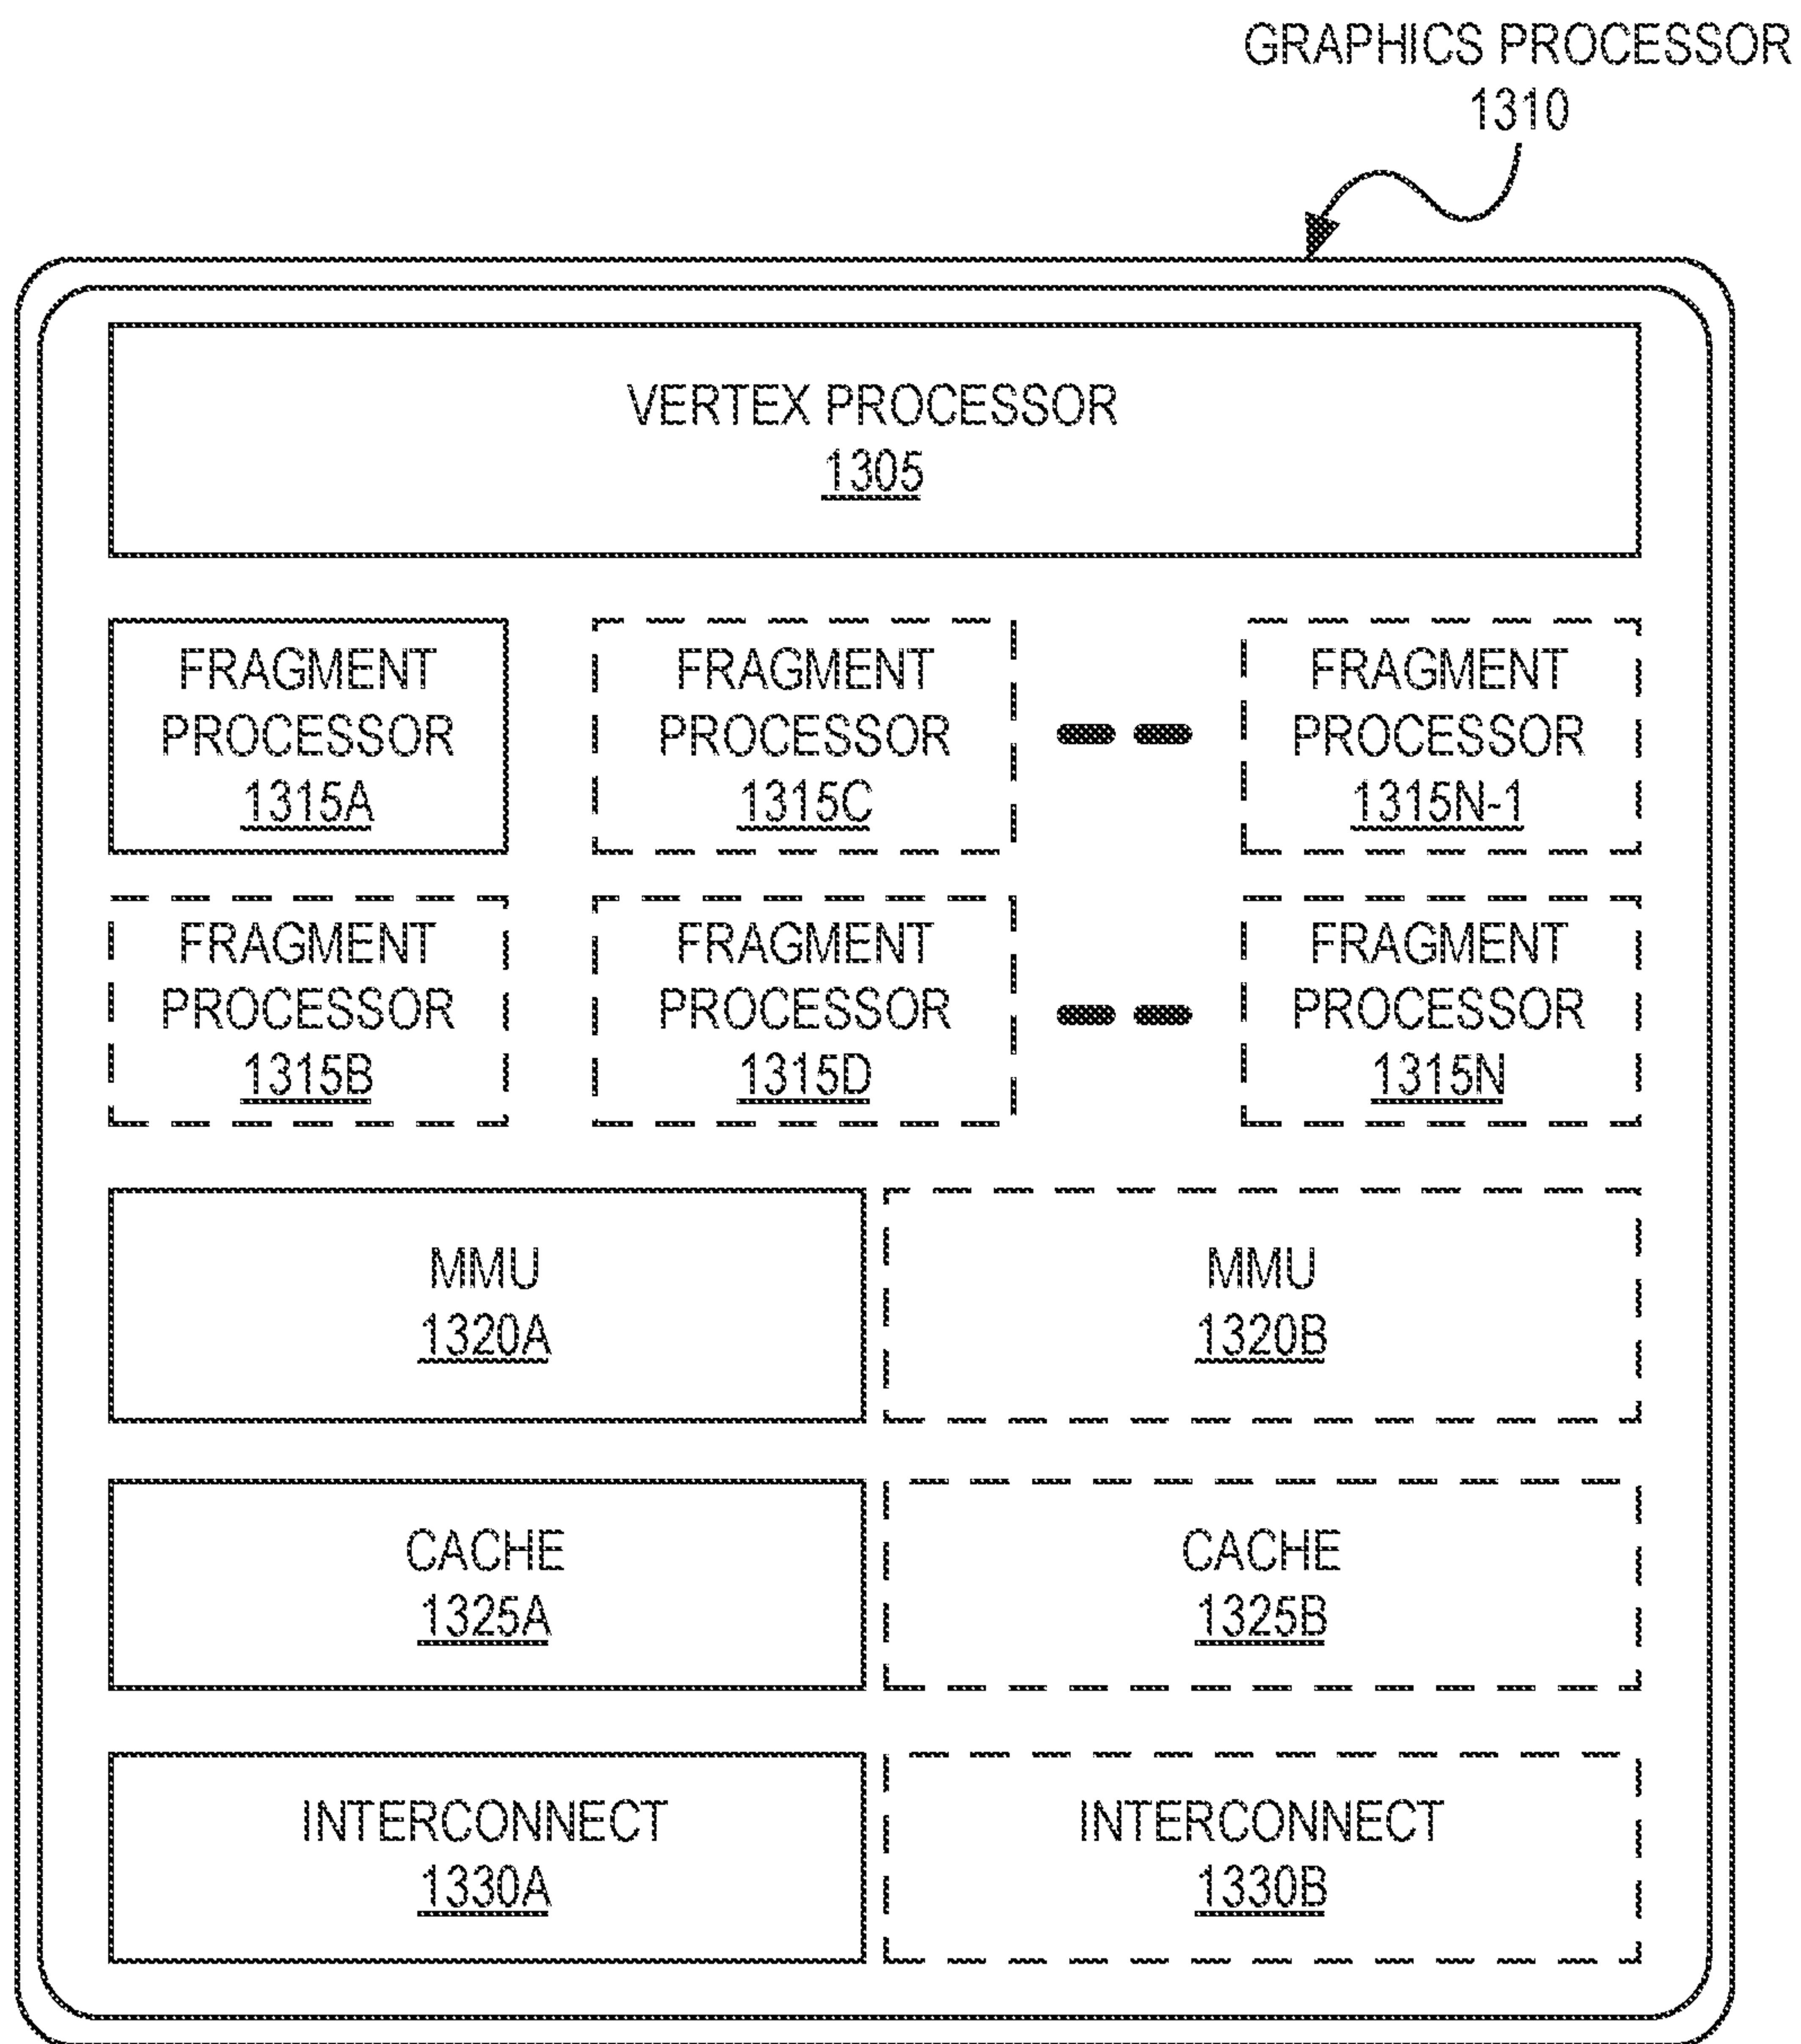 GRAPHICS PROCESSOR
1310
VERTEX PROCESSOR
1305
FRAGMENT
PROCESSOR
1315A
FRAGMENT
PROCESSOR
1315C
FRAGMENT
PROCESSOR
1315N-1
FRAGMENT
PROCESSOR
1315B
FRAGMENT
PROCESSOR
1315D
FRAGMENT
PROCESSOR
1315N
MMU
1320A
MMU
1320B
CACHE
1325A
CACHE
1325B
INTERCONNECT
1330A
INTERCONNECT
1330B